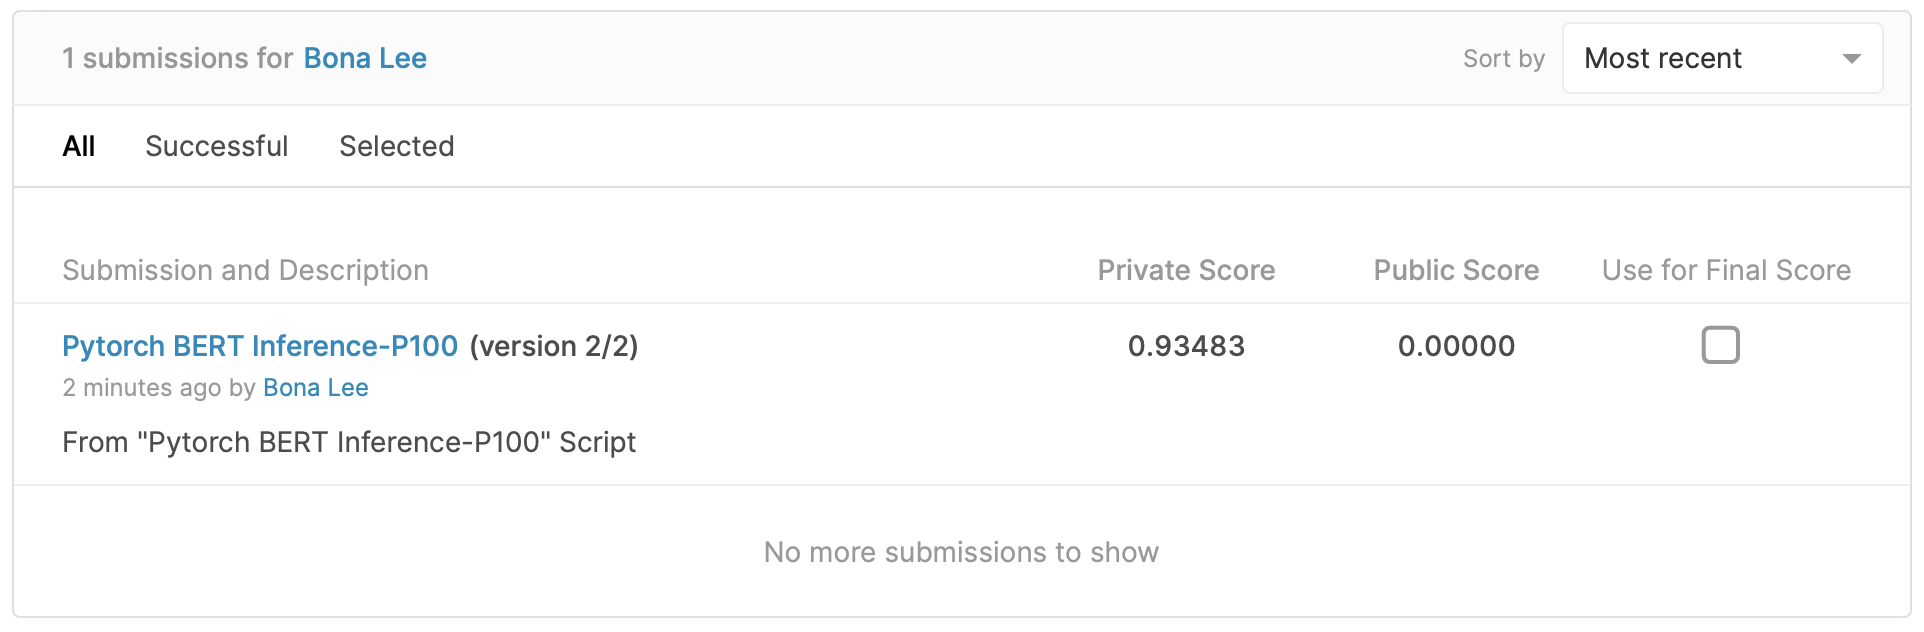 1 submissions for Bona Lee
Sort by Most recent
All Successful Selected
Submission and Description Private Score Public Score Use for Final Score
Pytorch BERT Inference-P100 (version 2/2) 0.93483 0.00000
2 minutes ago by Bona Lee
From "Pytorch BERT Inference-P100" Script
No more submissions to show